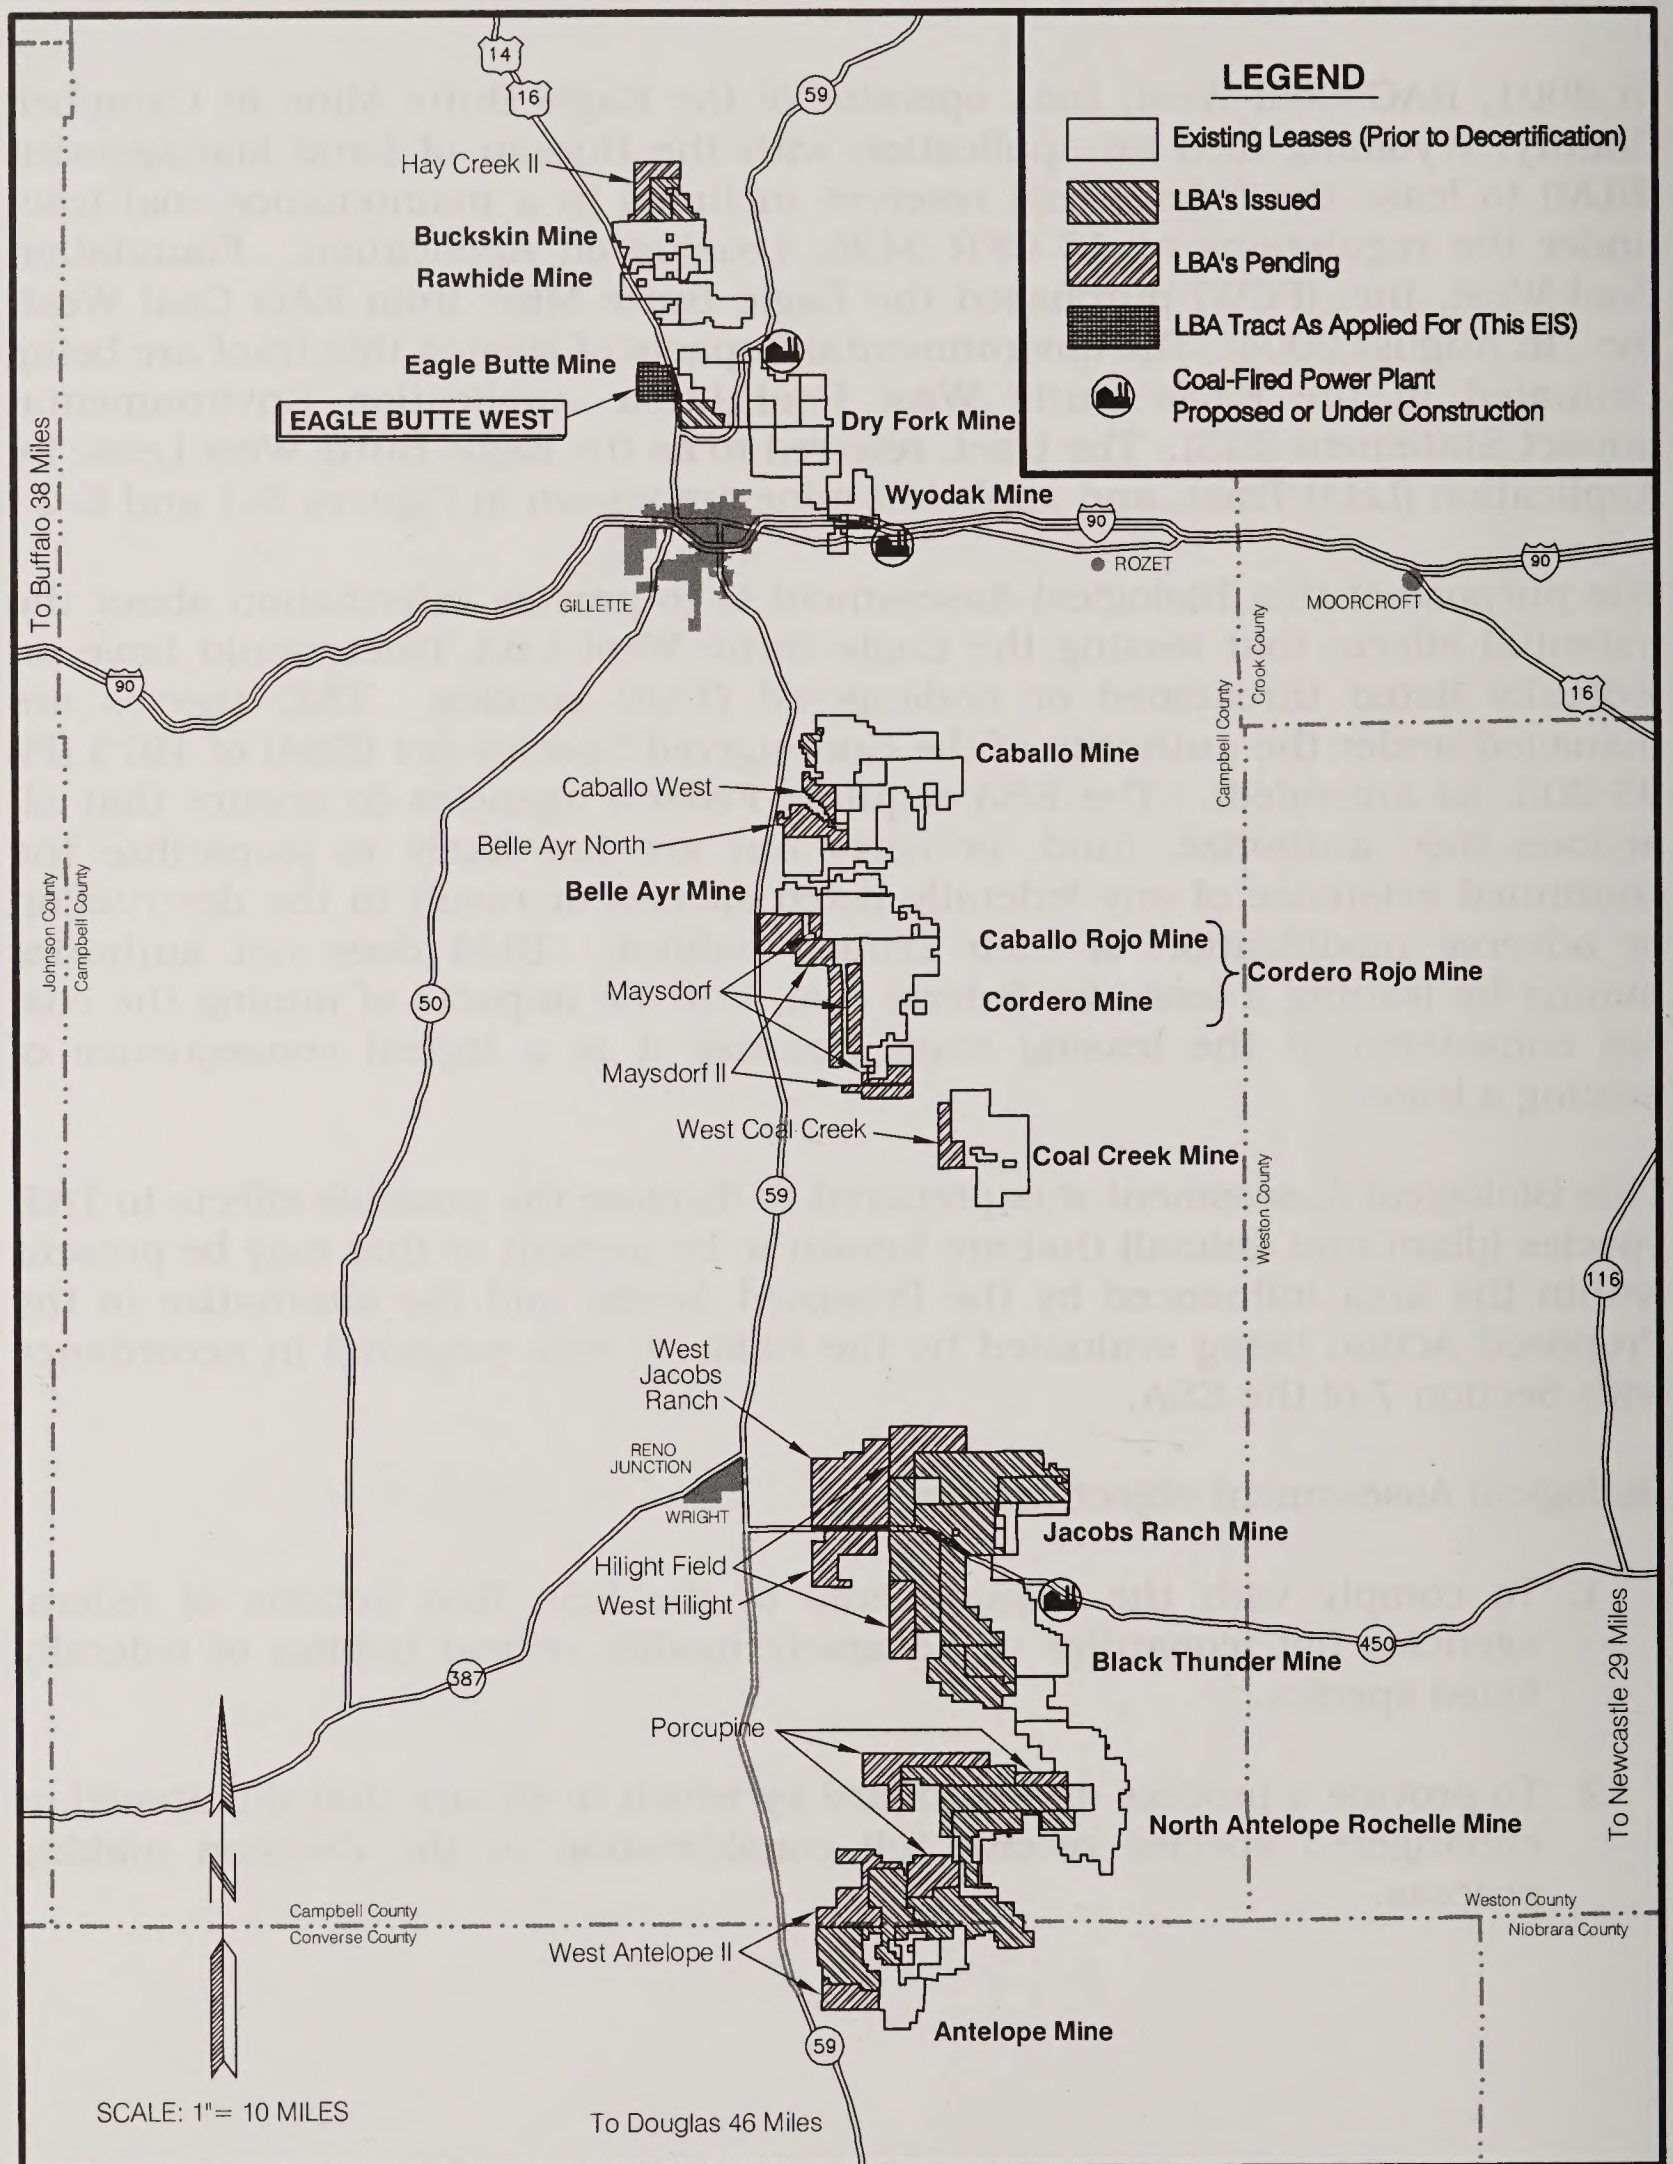 LEGEND
Existing Leases (Prior to Decertification)
LBA's Issued
LBA's Pending
LBA Tract As Applied For (This EIS)
Coal-Fired Power Plant
Proposed or Under Construction
14
16
59
Hay Creek II
Buckskin Mine
Rawhide Mine
Eagle Butte Mine
EAGLE BUTTE WEST
Dry Fork Mine
Wyodak Mine
90
ROZET
90
MOORCROFT
16
GILLETTE
To Buffalo 38 Miles
90
Crook County
Campbell County
Caballo Mine
Caballo West
Belle Ayr North
Belle Ayr Mine
Johnson County
Campbell County
Caballo Rojo Mine
Cordero Rojo Mine
Maysdorf
Cordero Mine
50
Maysdorf II
West Coal Creek
Coal Creek Mine
59
Weston County
116
West
Jacobs
Ranch
RENO
JUNCTION
WRIGHT
Jacobs Ranch Mine
Hilight Field
West Hilight
450
Black Thunder Mine
387
Porcupine
To Newcastle 29 Miles
North Antelope Rochelle Mine
N
Campbell County
Converse County
Weston County
Niobrara County
West Antelope II
Antelope Mine
59
SCALE: 1"= 10 MILES
To Douglas 46 Miles